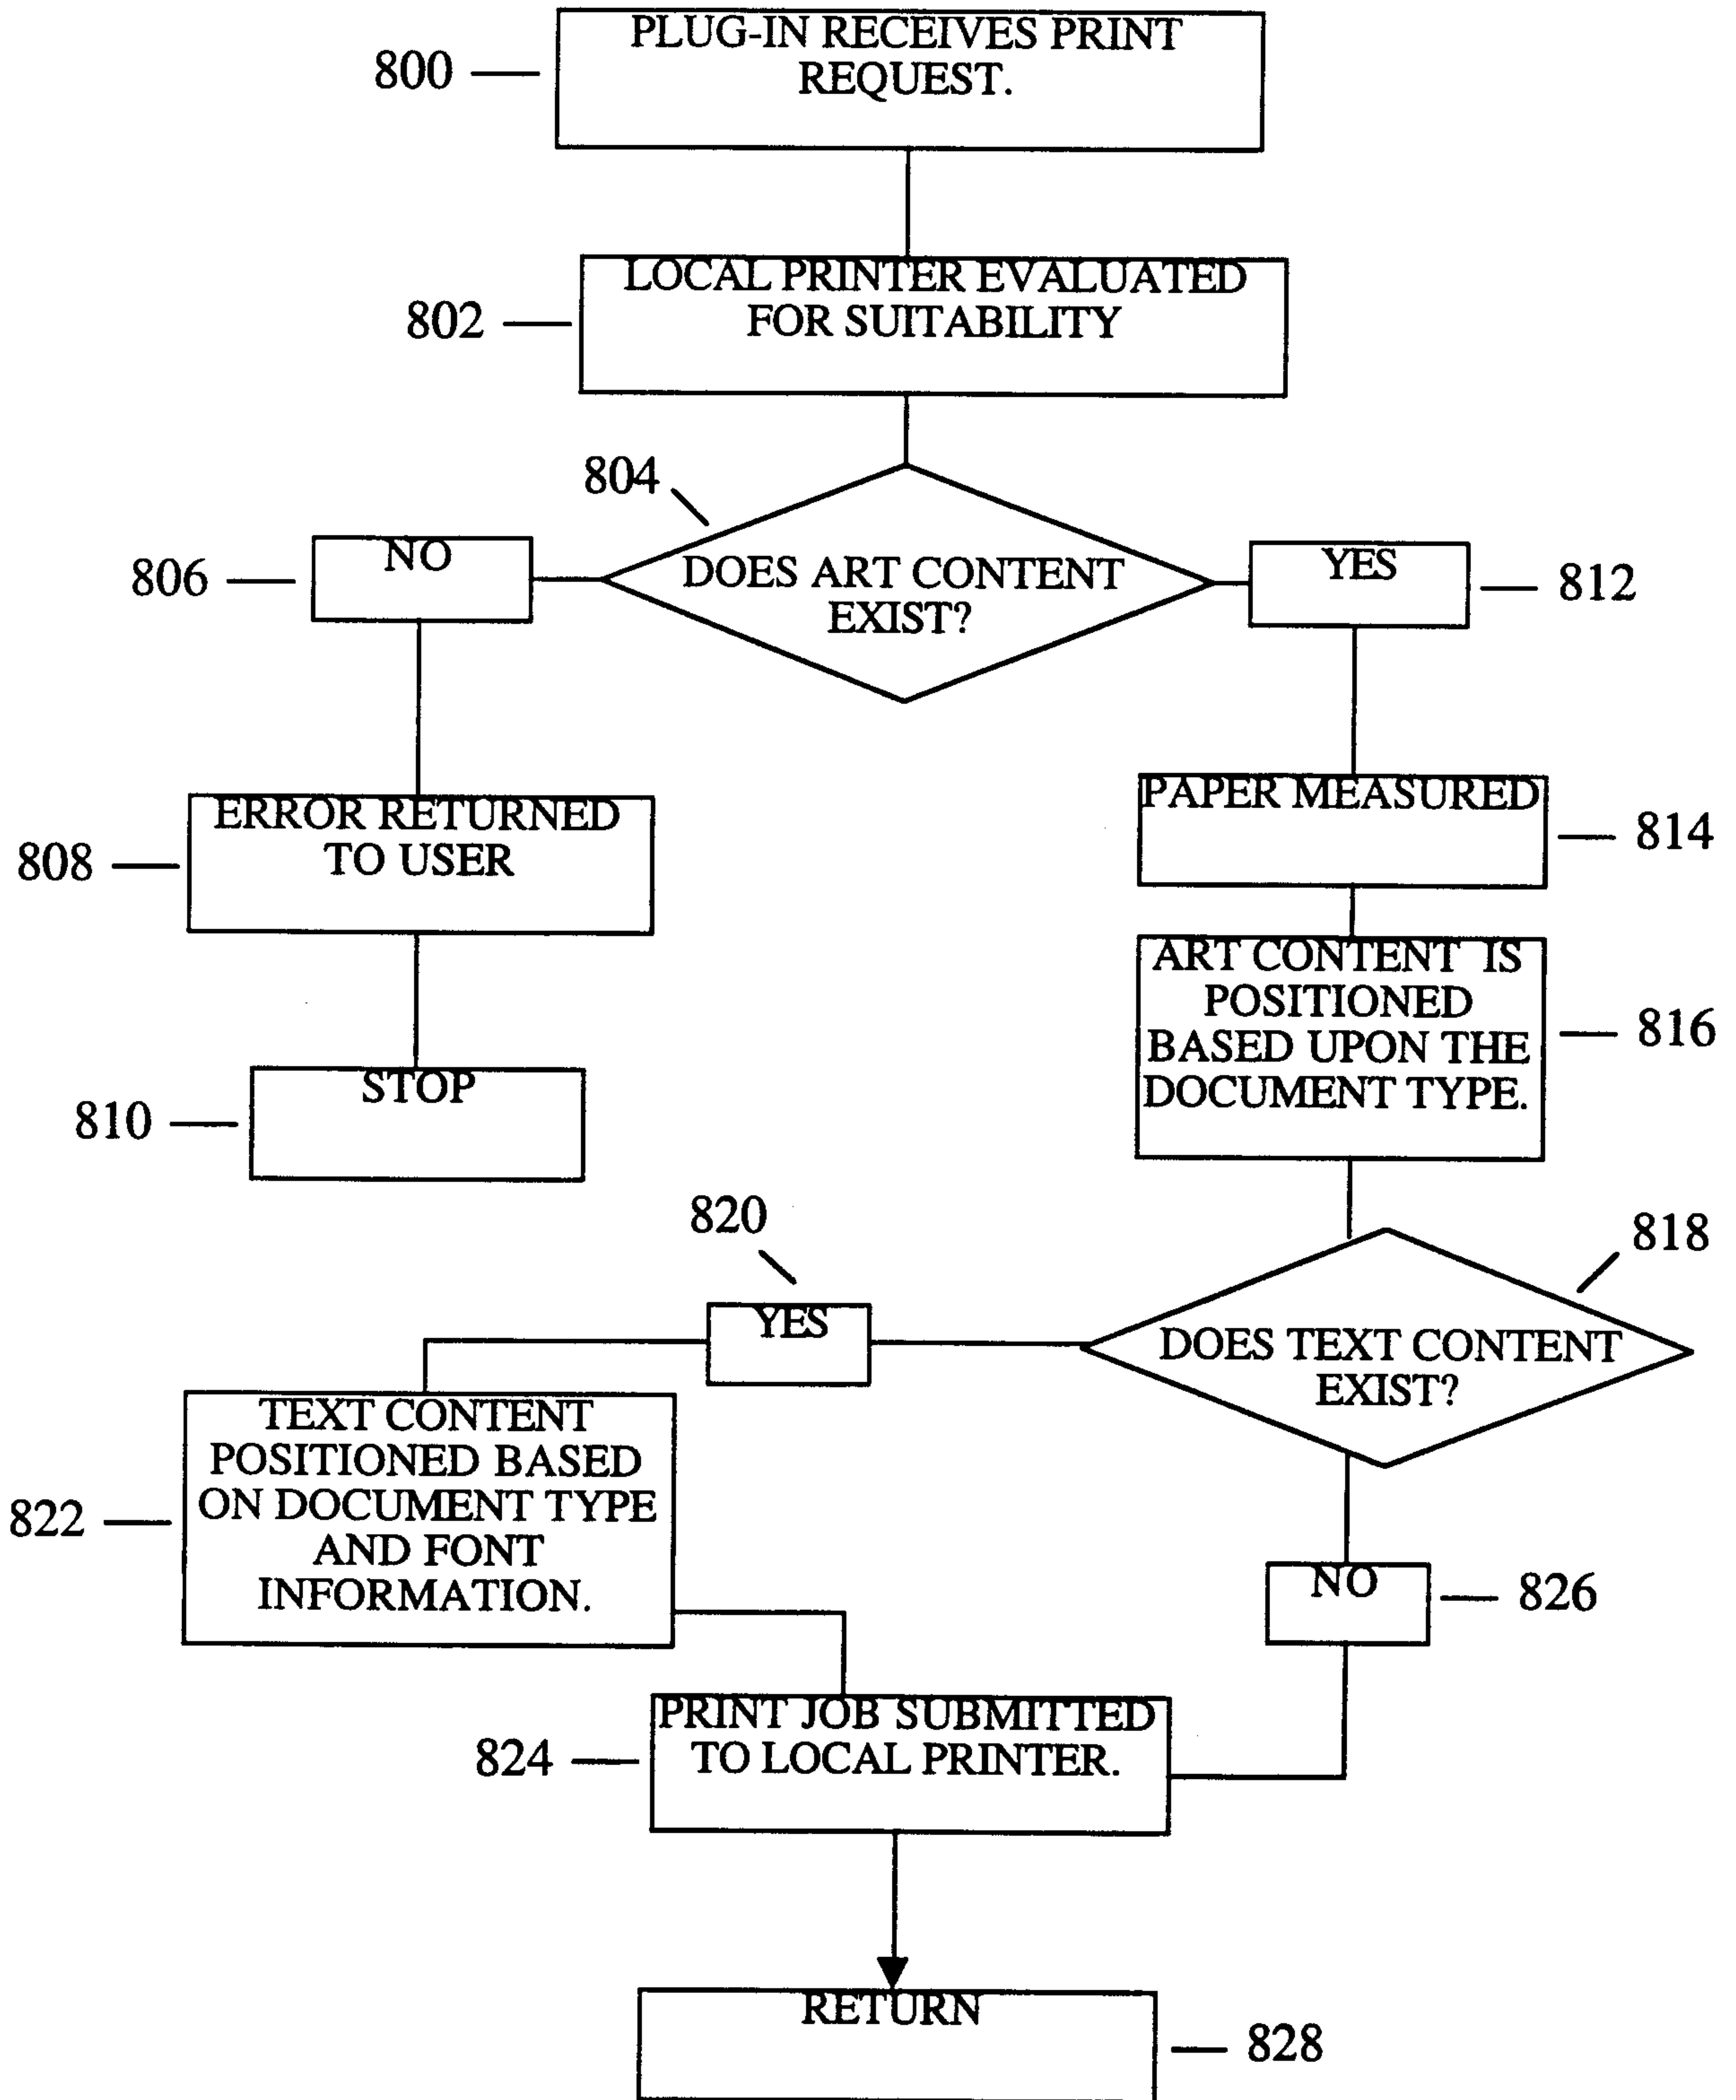 PLUG-IN RECEIVES PRINT
REQUEST.
800
LOCAL PRINTER EVALUATED
FOR SUITABILITY
802
804
DOES ART CONTENT
EXIST?
NO
806
YES
812
ERROR RETURNED
TO USER
808
PAPER MEASURED
814
STOP
810
ART CONTENT IS
POSITIONED
BASED UPON THE
DOCUMENT TYPE.
816
818
DOES TEXT CONTENT
EXIST?
820
YES
TEXT CONTENT
POSITIONED BASED
ON DOCUMENT TYPE
AND FONT
INFORMATION.
822
NO
826
PRINT JOB SUBMITTED
TO LOCAL PRINTER.
824
RETURN
828